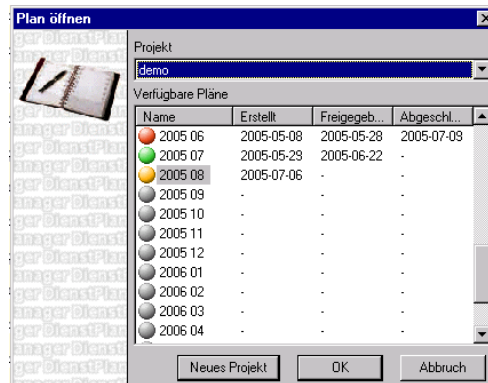 Plan öffnen
Projekt
demo
Verfügbare Pläne
Name Erstellt Freigegeb... Abgeschl...
2005 06 2005-05-08 2005-05-28 2005-07-09
2005 07 2005-05-29 2005-06-22 -
2005 08 2005-07-06 - -
2005 09 - - -
2005 10 - - -
2005 11 - - -
2005 12 - - -
2006 01 - - -
2006 02 - - -
2006 03 - - -
2006 04 - - -
Neues Projekt OK Abbruch